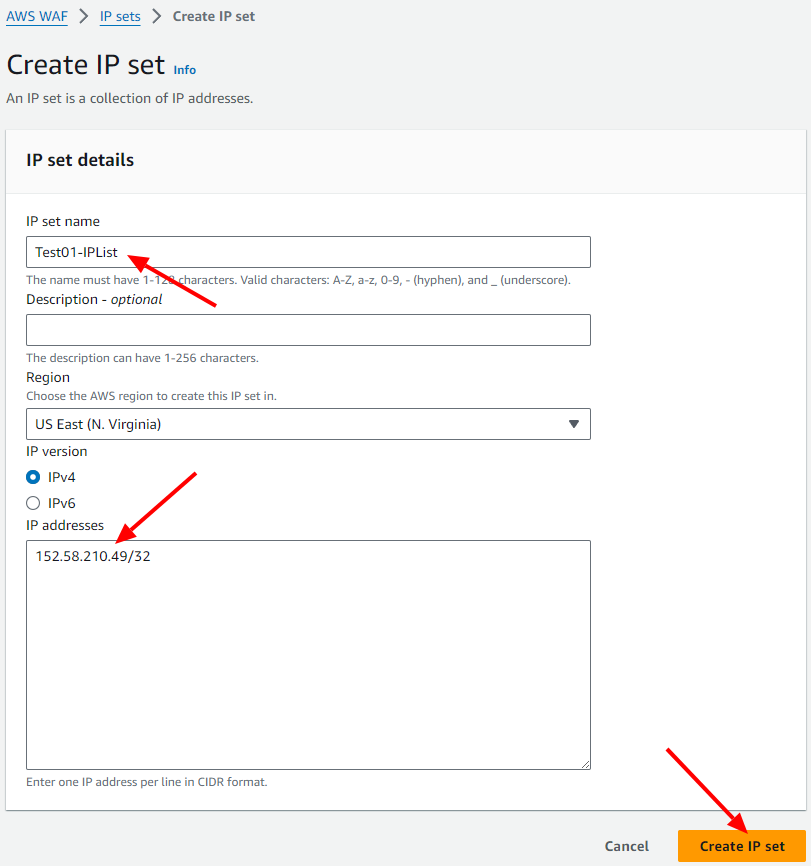 AWS WAF > IP sets > Create IP set
Create IP set Info
An IP set is a collection of IP addresses.
IP set details
IP set name
Test01-IPList
The name must have 1-128 characters. Valid characters: A-Z, a-z, 0-9, - (hyphen), and _ (underscore).
Description - optional
The description can have 1-256 characters.
Region
Choose the AWS region to create this IP set in.
US East (N. Virginia)
IP version
IPv4
IPv6
IP addresses
152.58.210.49/32
Enter one IP address per line in CIDR format.
Cancel Create IP set